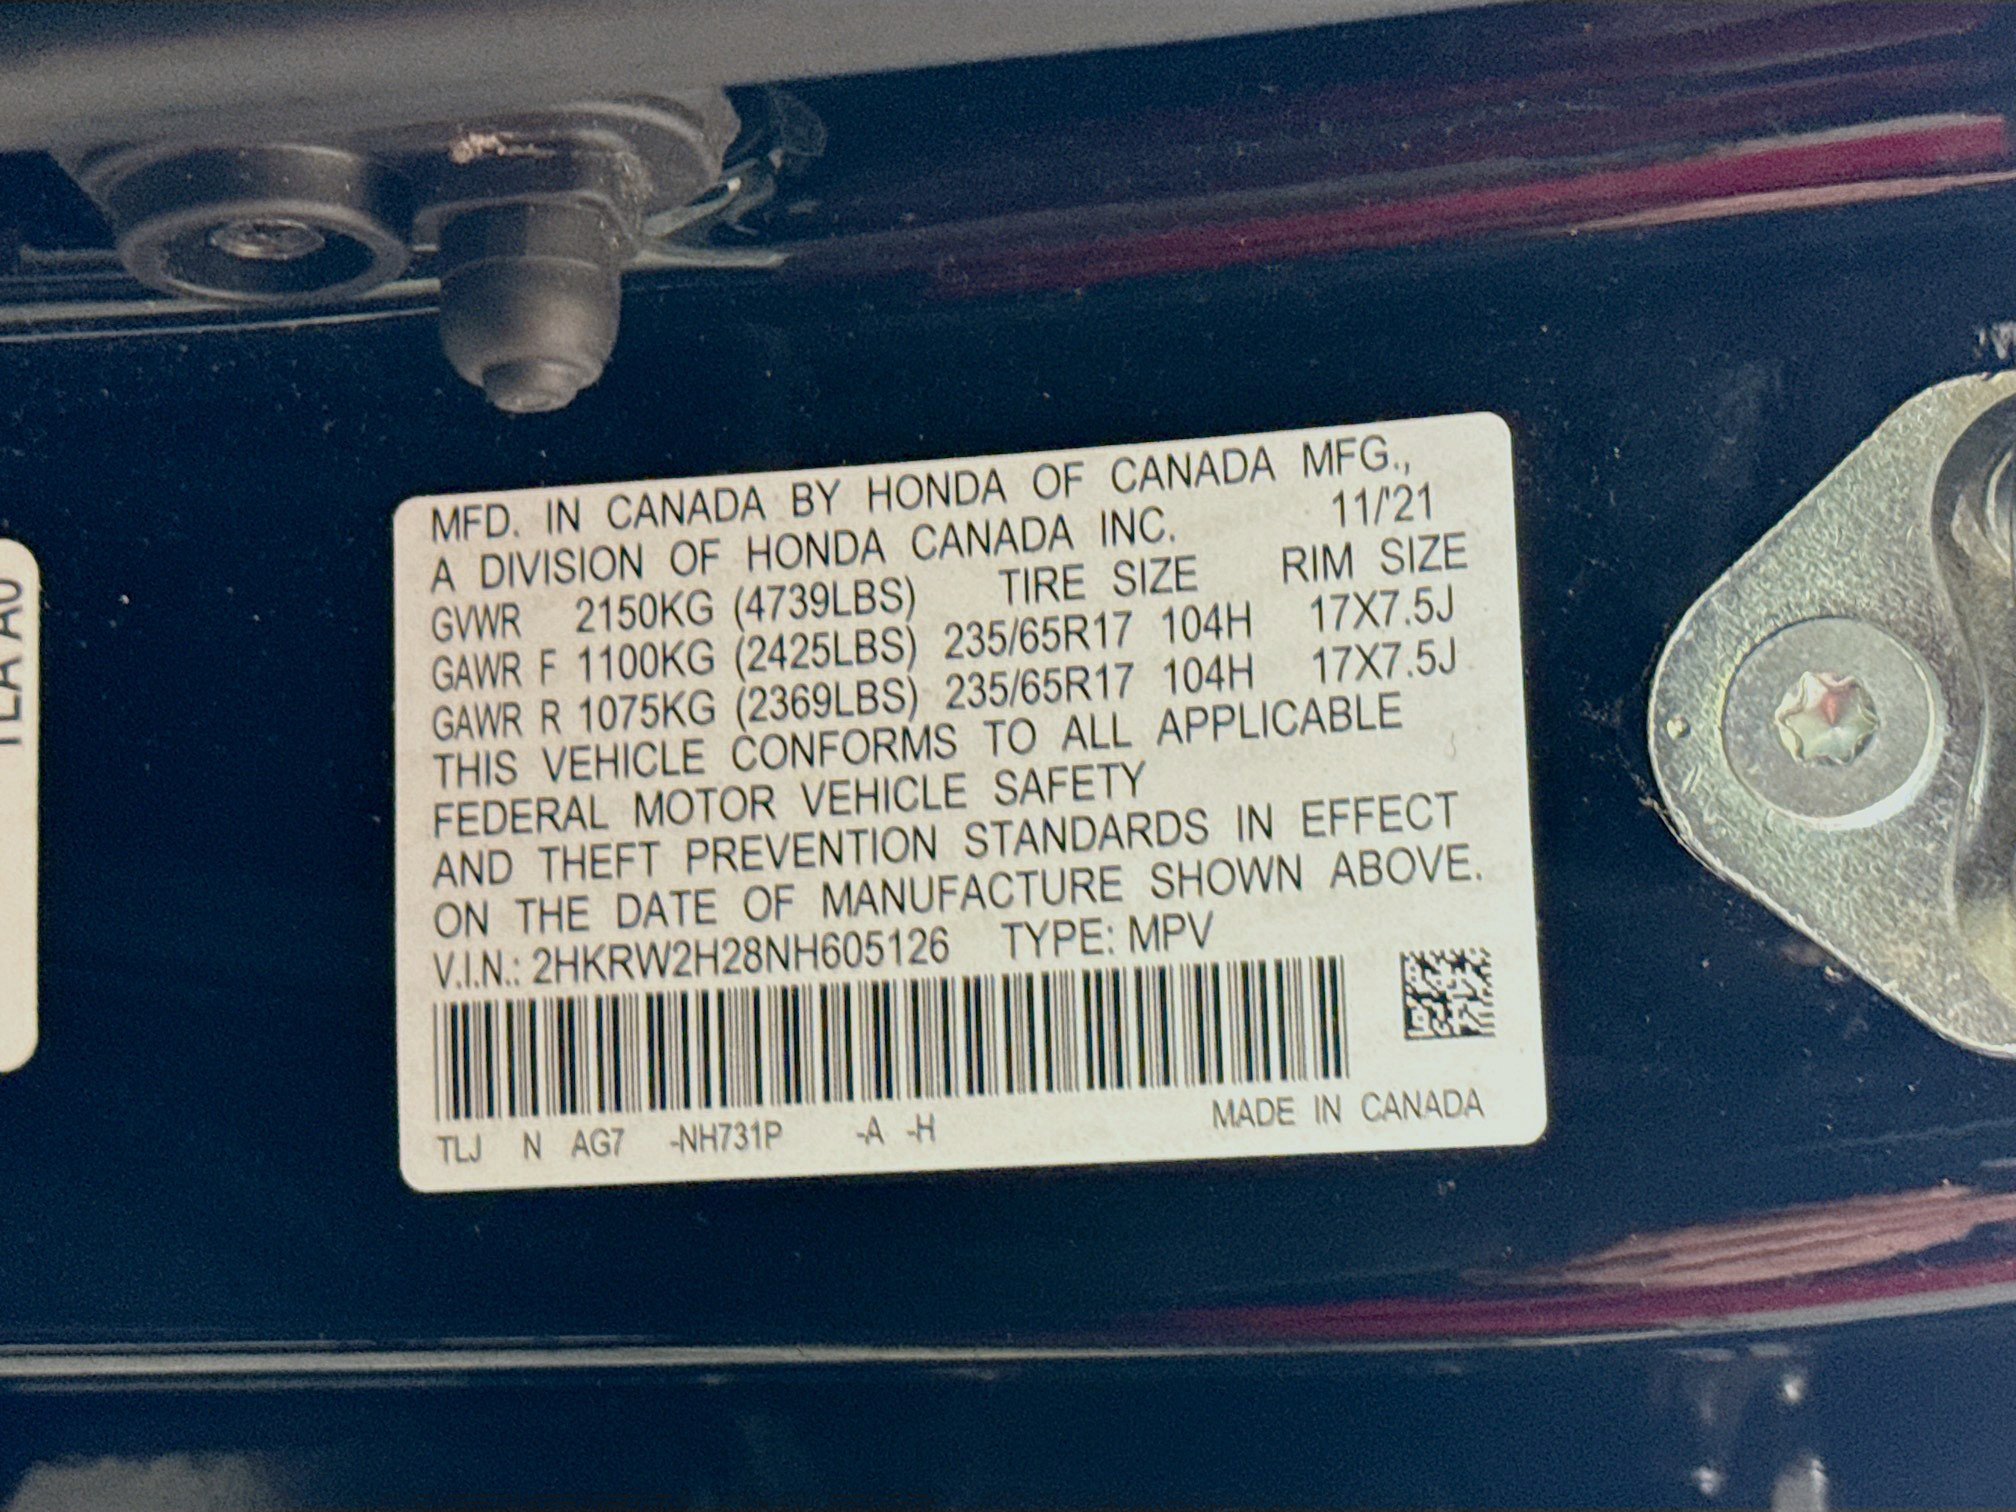 MFD. IN CANADA BY HONDA OF CANADA MFG.,
A DIVISION OF HONDA CANADA INC. 11/'21
GVWR 2150KG (4739LBS) TIRE SIZE RIM SIZE
GAWR F 1100KG (2425LBS) 235/65R17 104H 17X7.5J
GAWR R 1075KG (2369LBS) 235/65R17 104H 17X7.5J
THIS VEHICLE CONFORMS TO ALL APPLICABLE
FEDERAL MOTOR VEHICLE SAFETY
AND THEFT PREVENTION STANDARDS IN EFFECT
ON THE DATE OF MANUFACTURE SHOWN ABOVE.
V.I.N.: 2HKRW2H28NH605126 TYPE: MPV
TLJ N AG7 -NH731P -A -H MADE IN CANADA